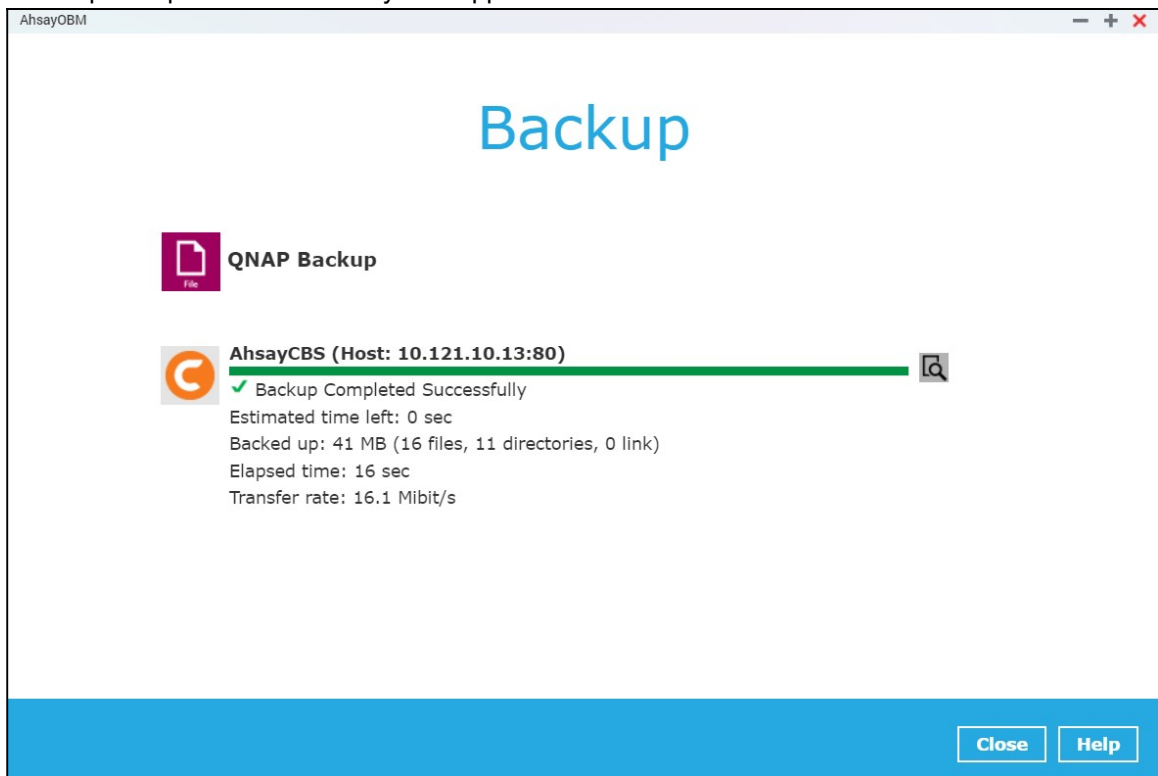 AhsayOBM
Backup
File
QNAP Backup
AhsayCBS (Host: 10.121.10.13:80)
Backup Completed Successfully
Estimated time left: 0 sec
Backed up: 41 MB (16 files, 11 directories, 0 link)
Elapsed time: 16 sec
Transfer rate: 16.1 Mibit/s
Close Help